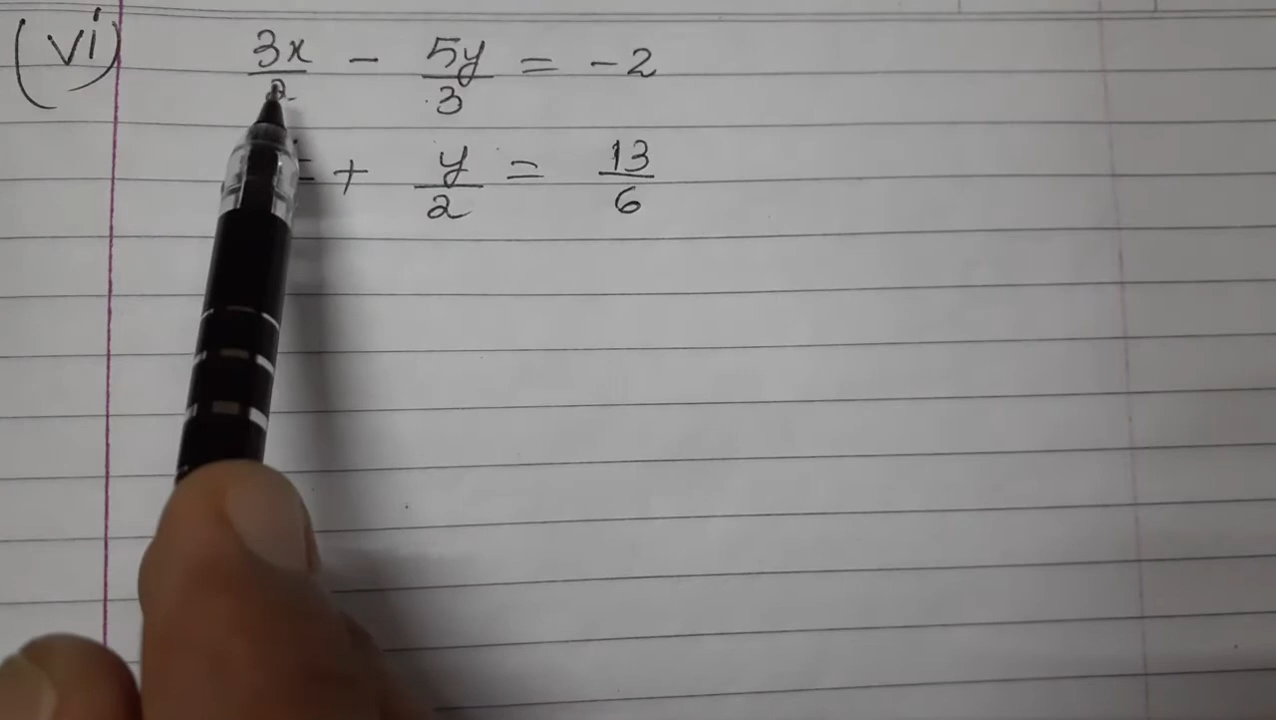 (vi) 3x/2 - 5y/3 = -2
+ y/2 = 13/6